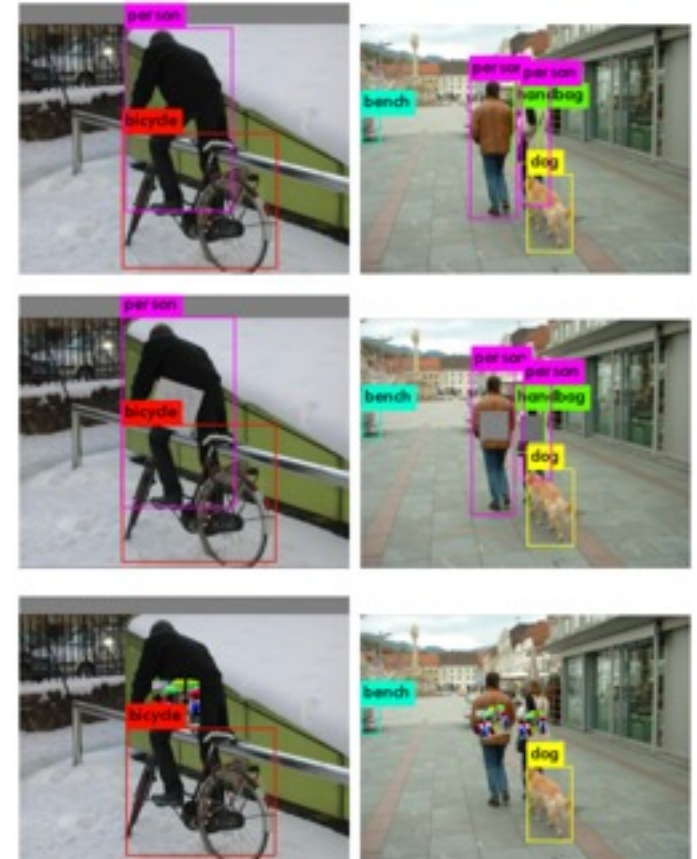 person
bicycle
person
person
bench
handbag
dog
person
bicycle
person
person
bench
handbag
dog
bicycle
bench
dog